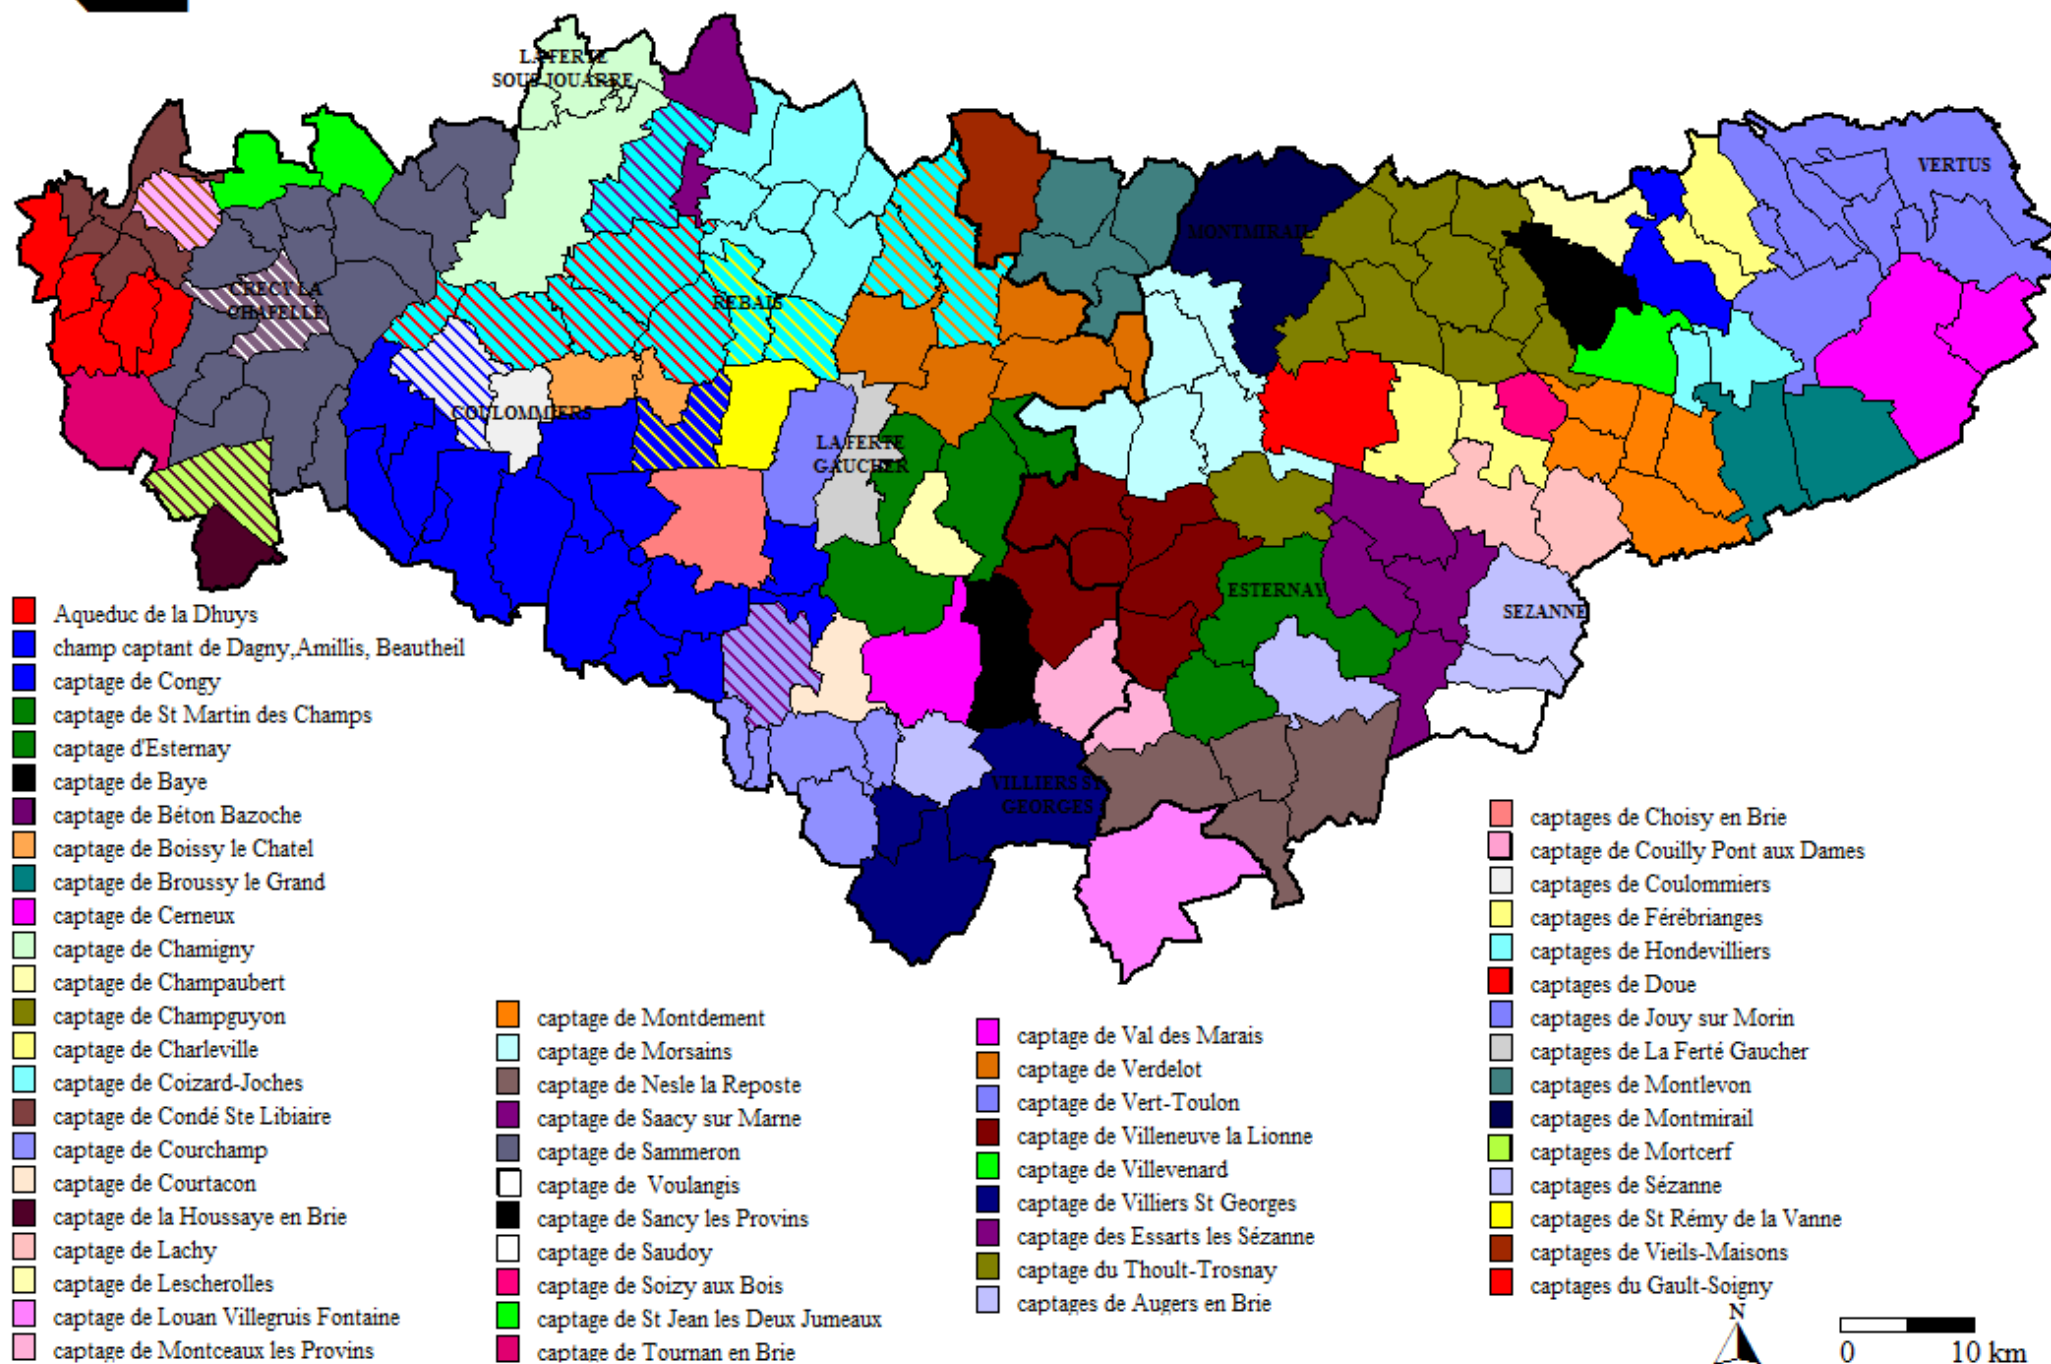 LA FERTE
SOUS JOUARRE
VERTUS
MONTMIRAIL
CRECY LA
CHAPELLE
REBAIS
COULOMMIERS
LA FERTE
GAUCHER
ESTERNAY
SEZANNE
VILLIERS ST
GEORGES
Aqueduc de la Dhuys
champ captant de Dagny,Amillis, Beautheil
captage de Congy
captage de St Martin des Champs
captage d'Esternay
captage de Baye
captage de Béton Bazoche
captage de Boissy le Chatel
captage de Broussy le Grand
captage de Cerneux
captage de Chamigny
captage de Champaubert
captage de Champguyon
captage de Charleville
captage de Coizard-Joches
captage de Condé Ste Libiaire
captage de Courchamp
captage de Courtacon
captage de la Houssaye en Brie
captage de Lachy
captage de Lescherolles
captage de Louan Villegruis Fontaine
captage de Montceaux les Provins
captage de Montdement
captage de Morsains
captage de Nesle la Reposte
captage de Saacy sur Marne
captage de Sammeron
captage de Voulangis
captage de Sancy les Provins
captage de Saudoy
captage de Soizy aux Bois
captage de St Jean les Deux Jumeaux
captage de Tournan en Brie
captage de Val des Marais
captage de Verdelot
captage de Vert-Toulon
captage de Villeneuve la Lionne
captage de Villevenard
captage de Villiers St Georges
captage des Essarts les Sézanne
captage du Thoult-Trosnay
captages de Augers en Brie
captages de Choisy en Brie
captage de Couilly Pont aux Dames
captages de Coulommiers
captages de Férébrianges
captages de Hondevilliers
captages de Doue
captages de Jouy sur Morin
captages de La Ferté Gaucher
captages de Montlevon
captages de Montmirail
captages de Mortcerf
captages de Sézanne
captages de St Rémy de la Vanne
captages de Vieils-Maisons
captages du Gault-Soigny
N
0 10 km